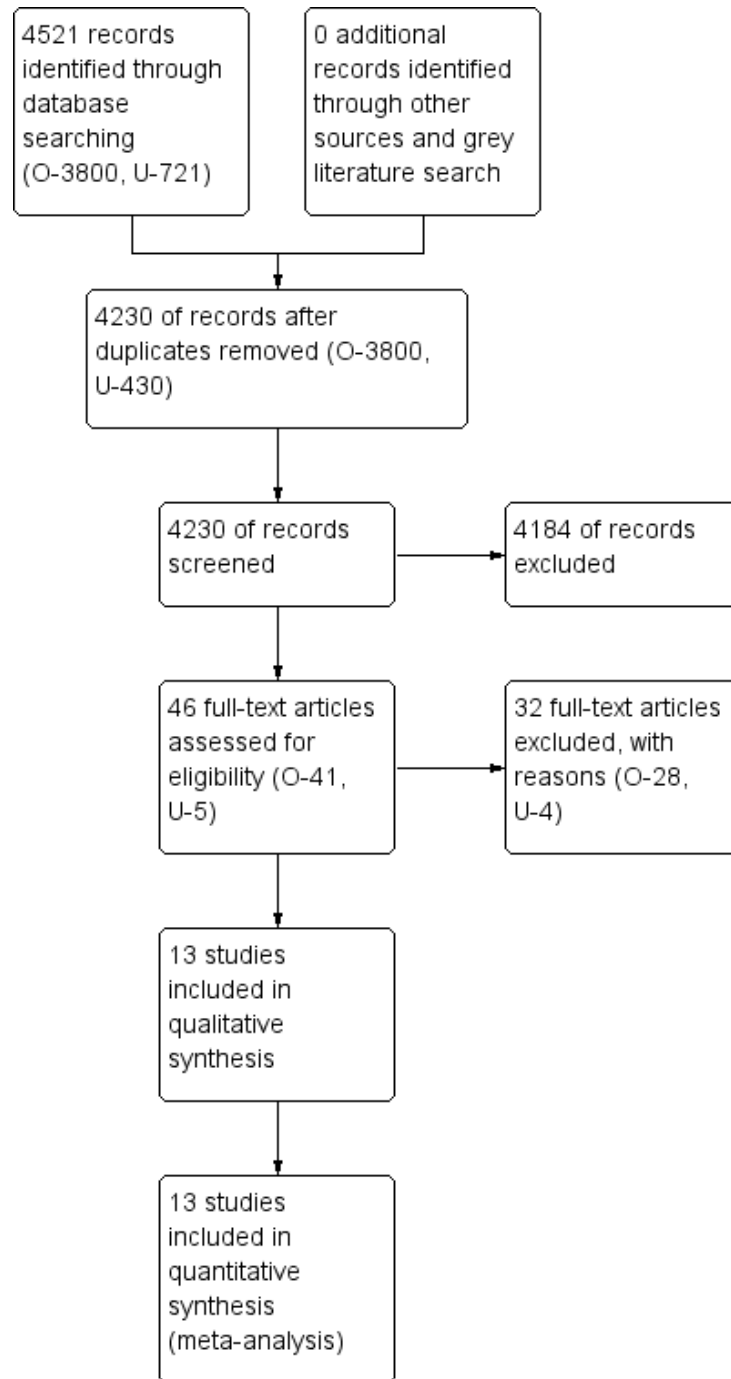 4521 records
identified through
database
searching
(O-3800, U-721)
0 additional
records identified
through other
sources and grey
literature search
4230 of records after
duplicates removed (O-3800,
U-430)
4230 of records
screened
4184 of records
excluded
46 full-text articles
assessed for
eligibility (O-41,
U-5)
32 full-text articles
excluded, with
reasons (O-28,
U-4)
13 studies
included in
qualitative
synthesis
13 studies
included in
quantitative
synthesis
(meta-analysis)